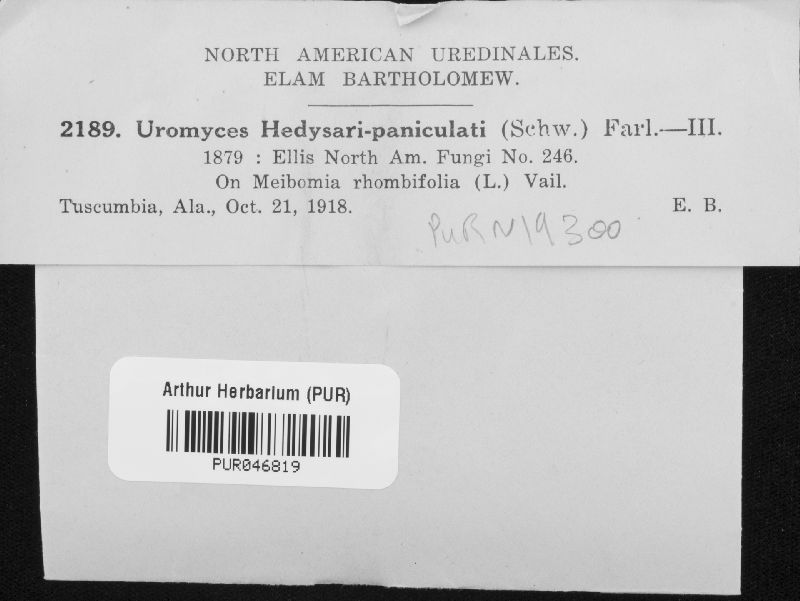 NORTH AMERICAN UREDINALES.
ELAM BARTHOLOMEW.
2189. Uromyces Hedysari-paniculati (Schw.) Farl.—III.
1879 : Ellis North Am. Fungi No. 246.
On Meibomia rhombifolia (L.) Vail.
Tuscumbia, Ala., Oct. 21, 1918. E. B.
PUR N19300
Arthur Herbarium (PUR)
PUR046819